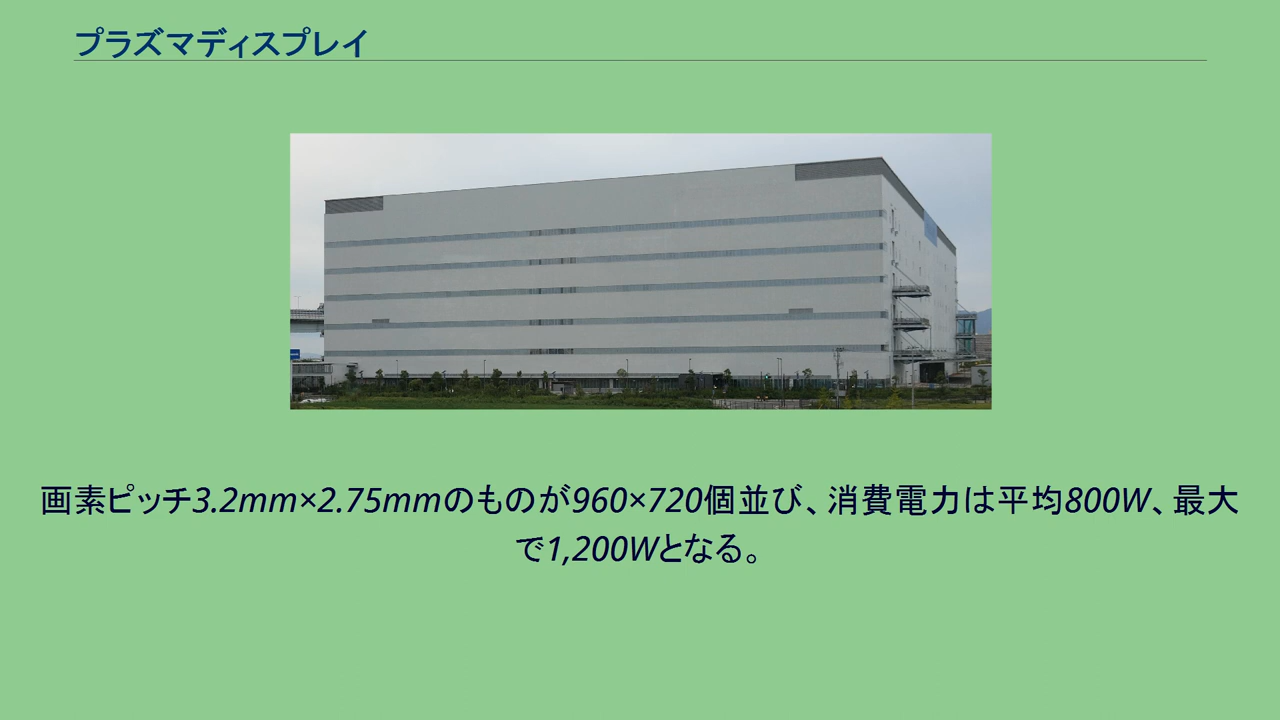 プラズマディスプレイ
画素ピッチ3.2mm×2.75mmのものが960×720個並び、消費電力は平均800W、最大
で1,200Wとなる。